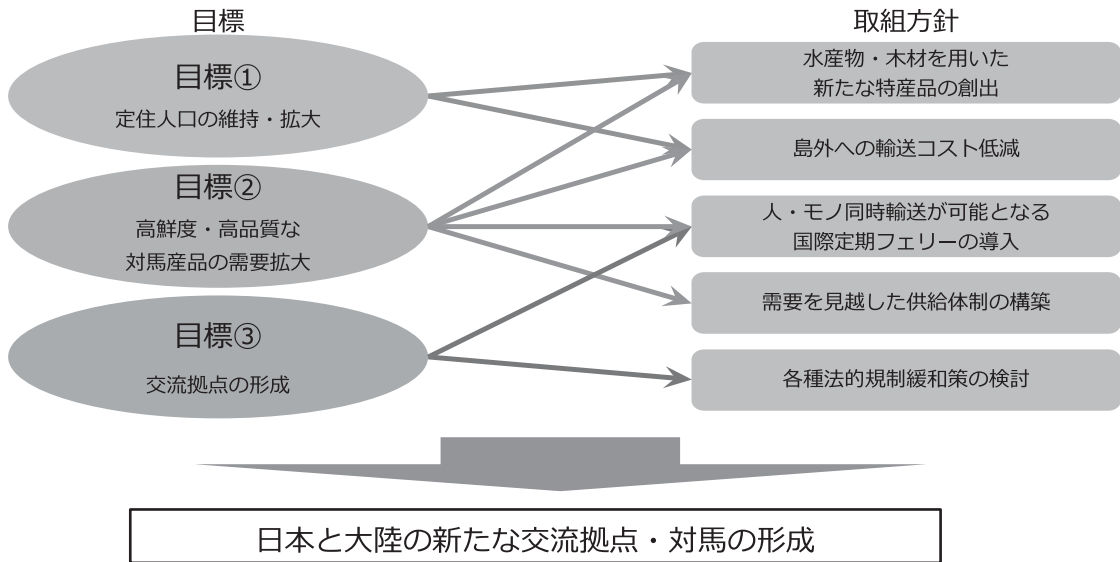 目標
目標①
定住人口の維持・拡大
目標②
高鮮度・高品質な
対馬産品の需要拡大
目標③
交流拠点の形成
取組方針
水産物・木材を用いた
新たな特産品の創出
島外への輸送コスト低減
人・モノ同時輸送が可能となる
国際定期フェリーの導入
需要を見越した供給体制の構築
各種法的規制緩和策の検討
日本と大陸の新たな交流拠点・対馬の形成